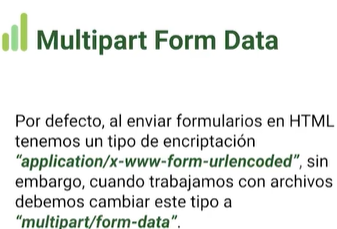 Multipart Form Data
Por defecto, al enviar formularios en HTML
tenemos un tipo de encriptación
“application/x-www-form-urlencoded”, sin
embargo, cuando trabajamos con archivos
debemos cambiar este tipo a
“multipart/form-data”.